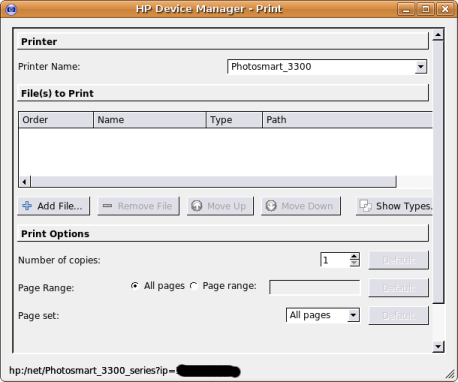 HP Device Manager - Print
Printer
Printer Name: Photosmart_3300
File(s) to Print
Order Name Type Path
Add File... Remove File Move Up Move Down Show Types.
Print Options
Number of copies: 1 Default
Page Range: All pages Page range: Default
Page set: All pages Default
hp:/net/Photosmart_3300_series?ip=